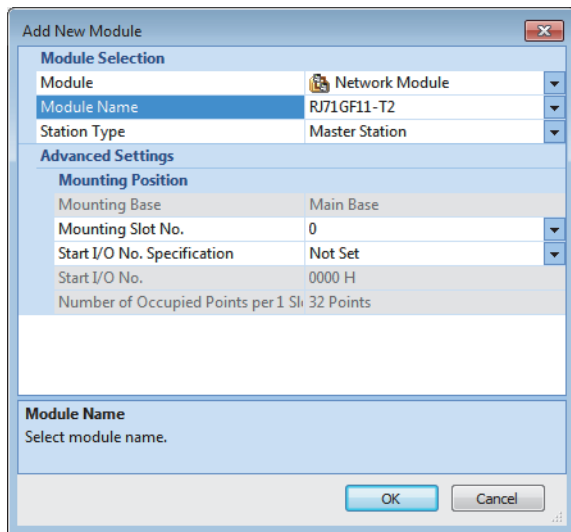 Add New Module
Module Selection
Module Network Module
Module Name RJ71GF11-T2
Station Type Master Station
Advanced Settings
Mounting Position
Mounting Base Main Base
Mounting Slot No. 0
Start I/O No. Specification Not Set
Start I/O No. 0000 H
Number of Occupied Points per 1 Sl 32 Points
Module Name
Select module name.
OK Cancel